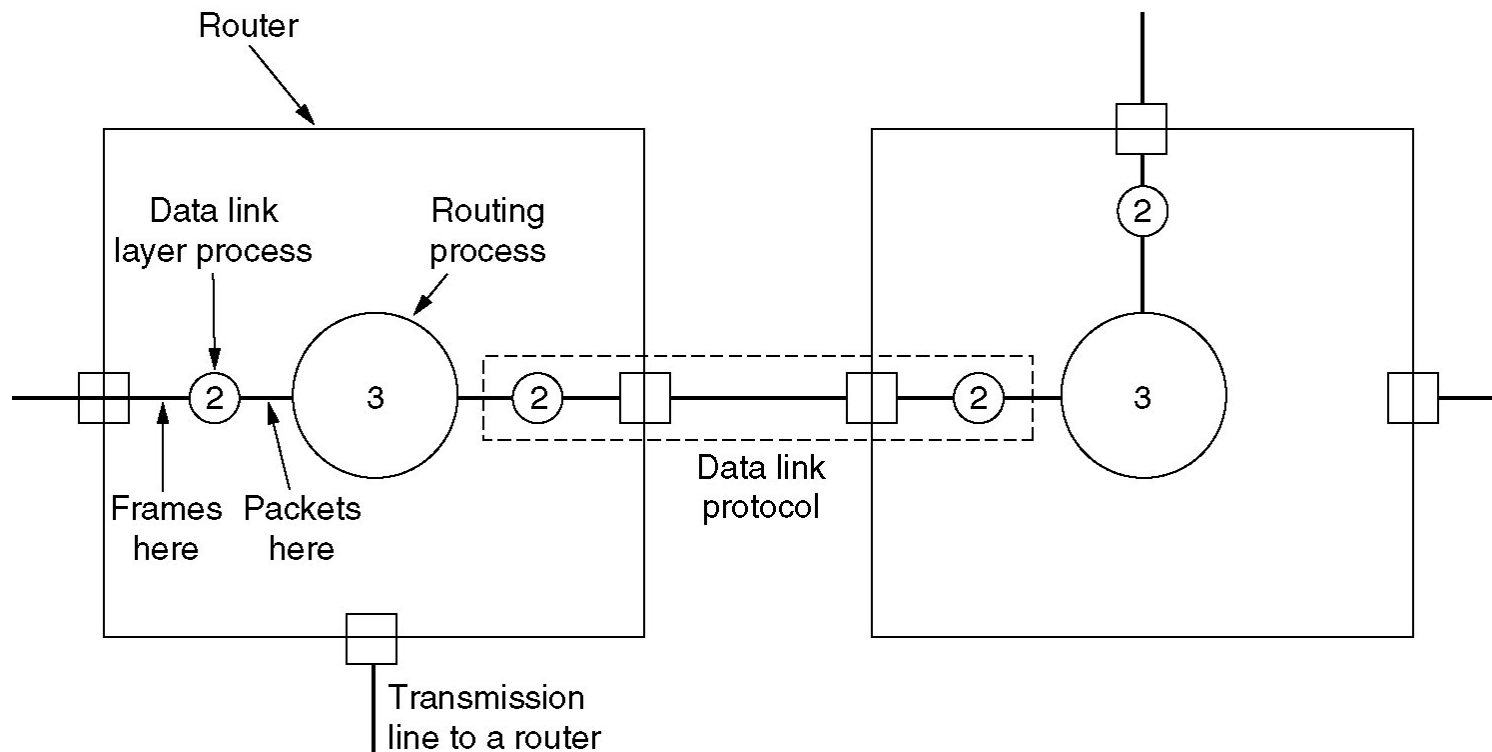 Router
Data link
layer process
Routing
process
2
2
3
2
2
3
Frames
here
Packets
here
Data link
protocol
Transmission
line to a router